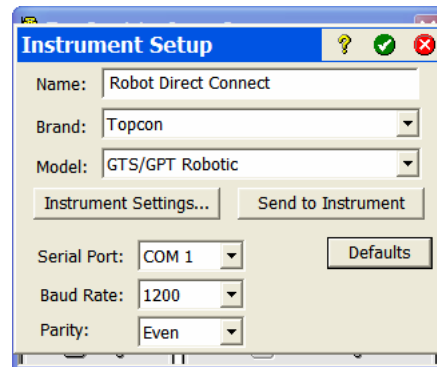 Instrument Setup
Name: Robot Direct Connect
Brand: Topcon
Model: GTS/GPT Robotic
Instrument Settings... Send to Instrument
Serial Port: COM 1 Defaults
Baud Rate: 1200
Parity: Even